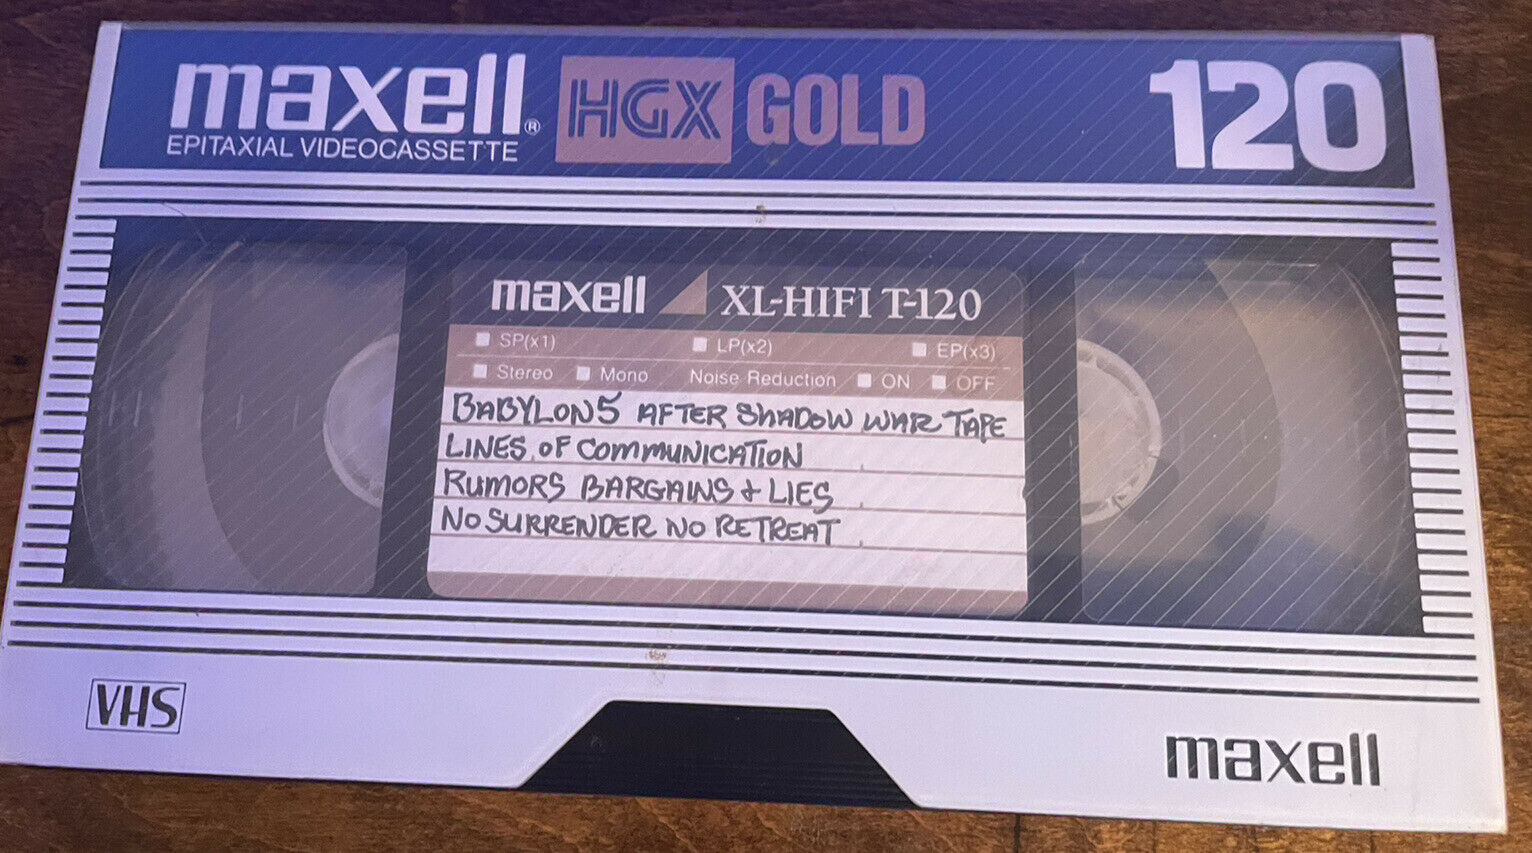 maxell® HGX GOLD 120
EPITAXIAL VIDEOCASSETTE
maxell XL-HIFI T-120
SP(x1) LP(x2) EP(x3)
Stereo Mono Noise Reduction ON OFF
BABYLON 5 AFTER SHADOW WAR TAPE
LINES OF COMMUNICATION
RUMORS BARGAINS & LIES
NO SURRENDER NO RETREAT
VHS
maxell